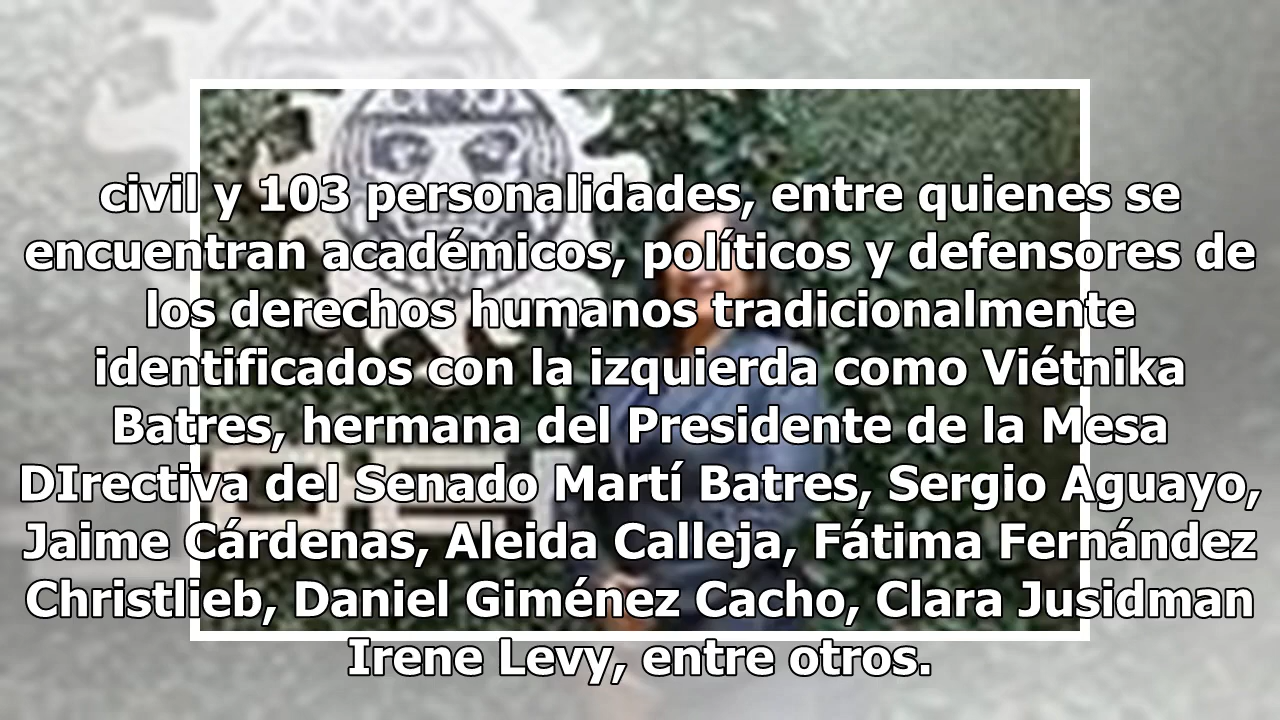 civil y 103 personalidades, entre quienes se
encuentran académicos, políticos y defensores de
los derechos humanos tradicionalmente
identificados con la izquierda como Viétnika
Batres, hermana del Presidente de la Mesa
DIrectiva del Senado Martí Batres, Sergio Aguayo,
Jaime Cárdenas, Aleida Calleja, Fátima Fernández
Christlieb, Daniel Giménez Cacho, Clara Jusidman
Irene Levy, entre otros.